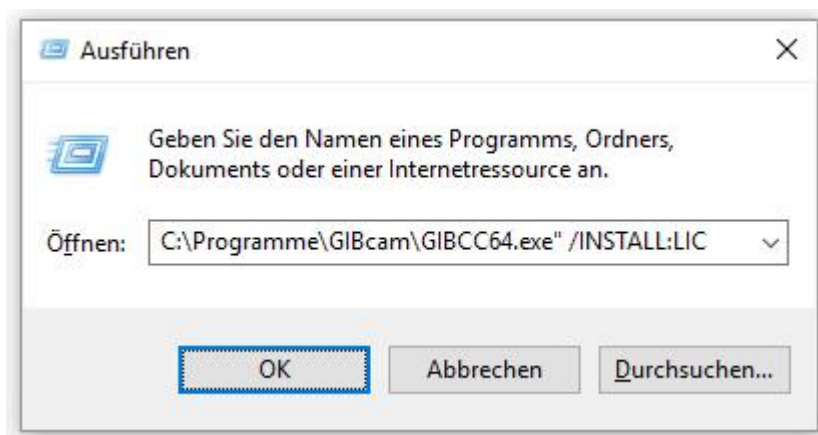 Ausführen
Geben Sie den Namen eines Programms, Ordners,
Dokuments oder einer Internetressource an.
Öffnen: C:\Programme\GIBcam\GIBCC64.exe" /INSTALL:LIC
OK Abbrechen Durchsuchen...